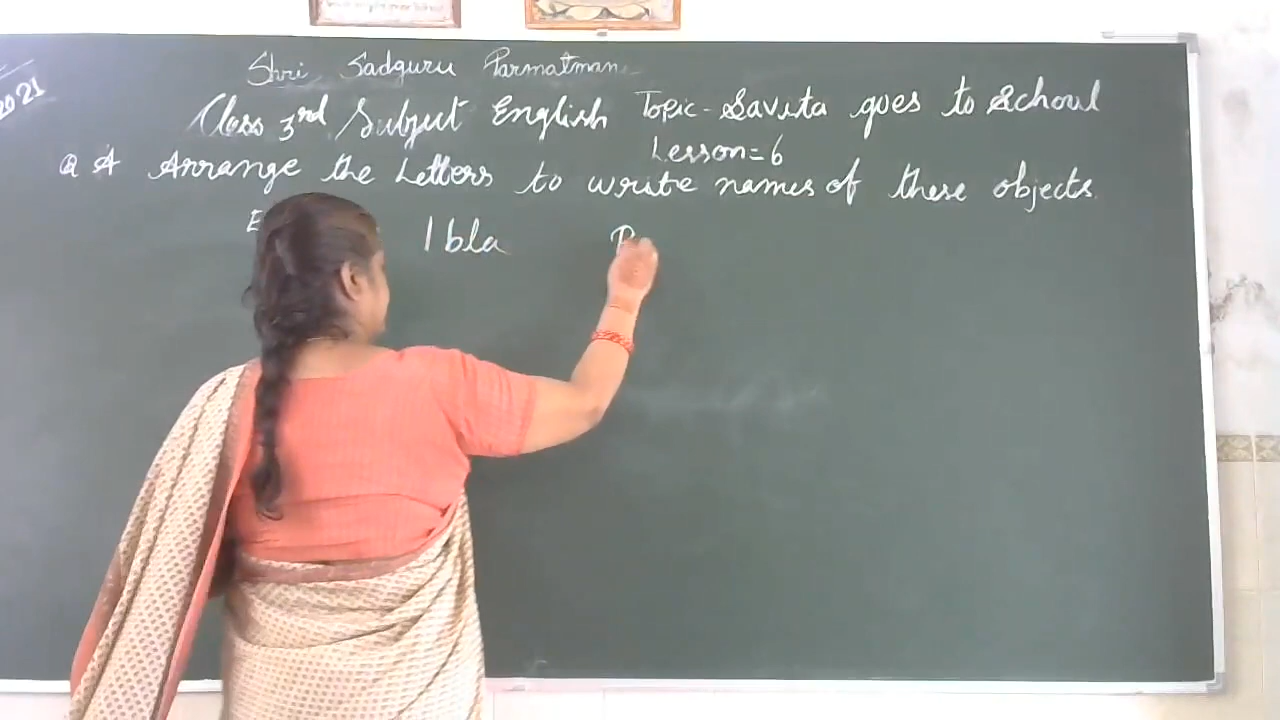 2021
Shri Sadguru Parmatman
Class 3rd Subject English Topic - Savita goes to School
Lesson=6
Q A Arrange the Letters to write names of these objects.
E lbla B